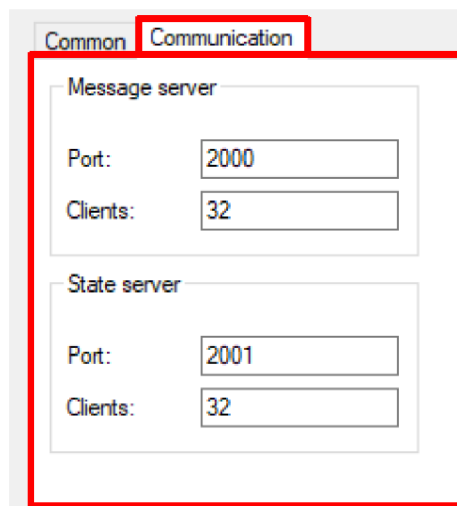 Common Communication
Message server
Port: 2000
Clients: 32
State server
Port: 2001
Clients: 32